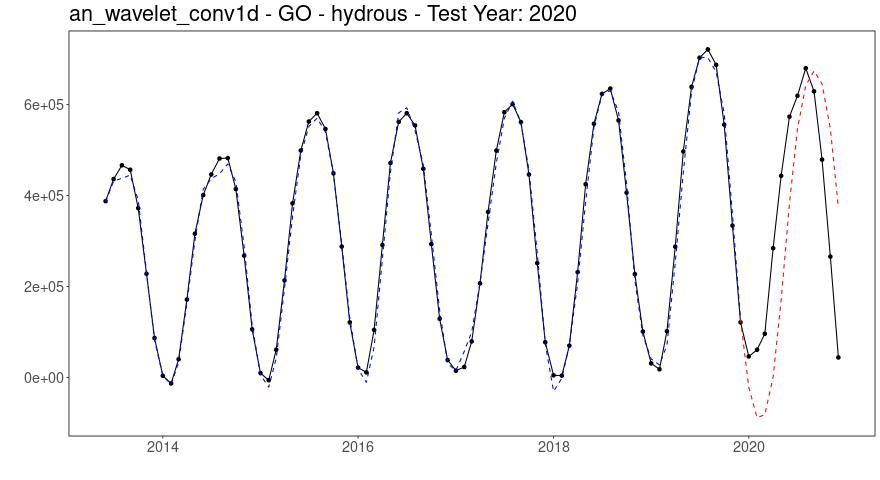 an_wavelet_conv1d - GO - hydrous - Test Year: 2020
6e+05
4e+05
2e+05
0e+00
2014
2016
2018
2020